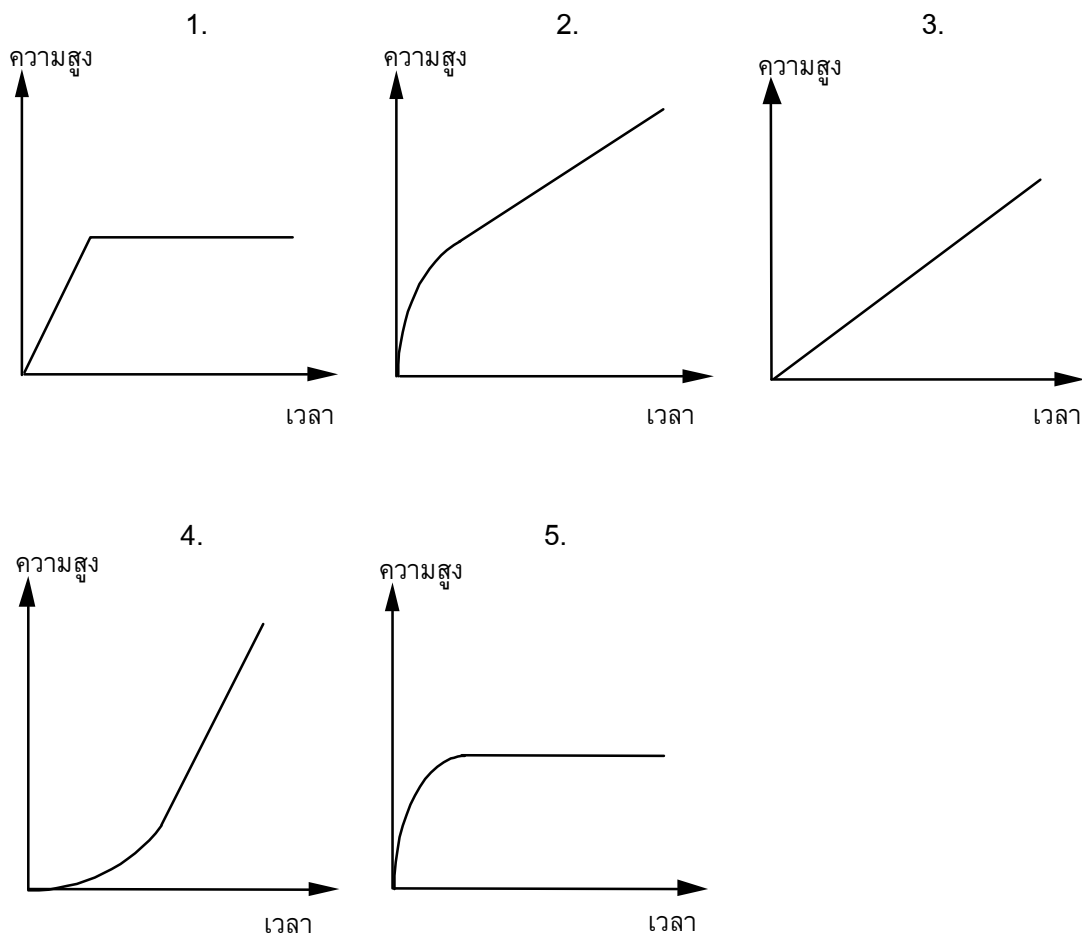 1. 2. 3.
ความสูง ความสูง ความสูง
เวลา เวลา เวลา
4. 5.
ความสูง ความสูง
เวลา เวลา